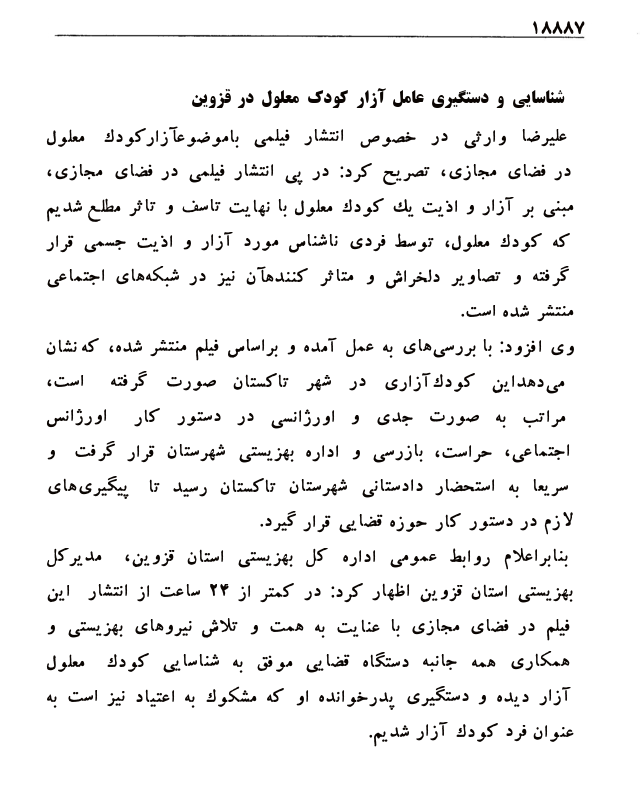 ۱۸۸۸۷
شناسایی و دستگیری عامل آزار کودک معلول در قزوین
علیرضا وارثی در خصوص انتشار فیلمی باموضوعآزارکودك معلول
در فضای مجازی، تصریح کرد: در پی انتشار فیلمی در فضای مجازی،
مبنی بر آزار و اذیت یك کودك معلول با نهایت تاسف و تاثر مطلع شدیم
که کودك معلول، توسط فردی ناشناس مورد آزار و اذیت جسمی قرار
گرفته و تصاویر دلخراش و متاثر کنندهآن نیز در شبکه‌های اجتماعی
منتشر شده است.
وی افزود: با بررسی‌های به عمل آمده و براساس فیلم منتشر شده، که نشان
می‌دهداین کودك‌آزاری در شهر تاکستان صورت گرفته است،
مراتب به صورت جدی و اورژانسی در دستور کار اورژانس
اجتماعی، حراست، بازرسی و اداره بهزیستی شهرستان قرار گرفت و
سریعا به استحضار دادستانی شهرستان تاکستان رسید تا پیگیری‌های
لازم در دستور کار حوزه قضایی قرار گیرد.
بنابراعلام روابط عمومی اداره کل بهزیستی استان قزوین، مدیرکل
بهزیستی استان قزوین اظهار کرد: در کمتر از ۲۴ ساعت از انتشار این
فیلم در فضای مجازی با عنایت به همت و تلاش نیروهای بهزیستی و
همکاری همه جانبه دستگاه قضایی موفق به شناسایی کودك معلول
آزار دیده و دستگیری پدرخوانده او که مشکوك به اعتیاد نیز است به
عنوان فرد کودك آزار شدیم.